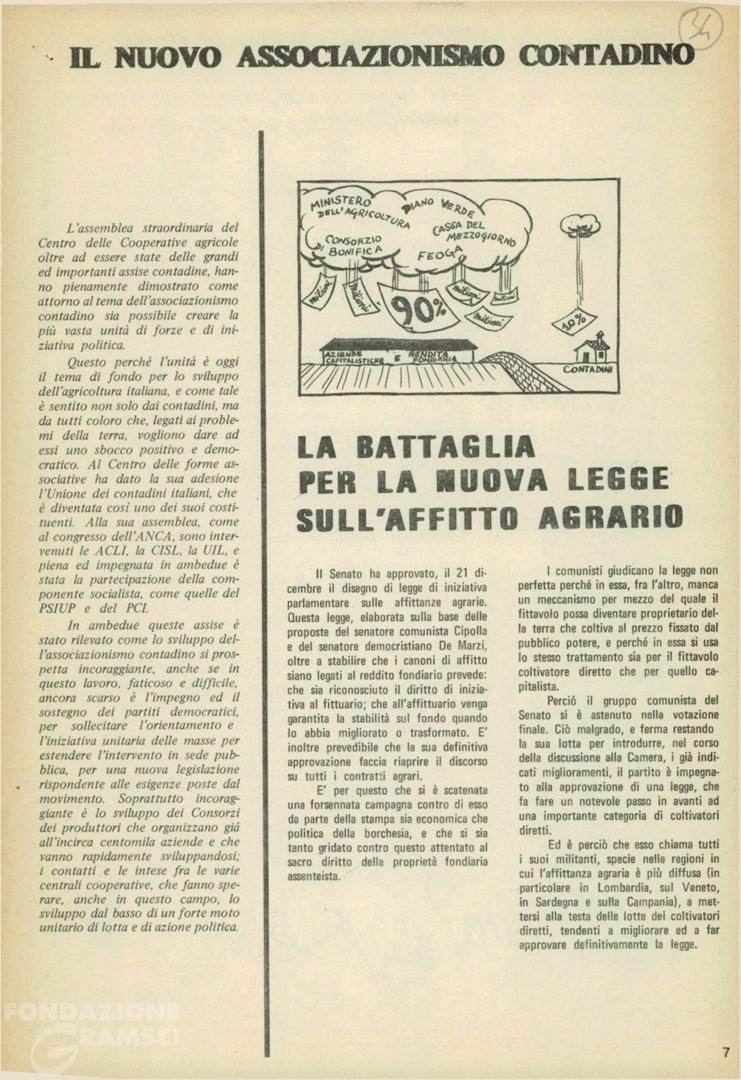 34
IL NUOVO ASSOCIAZIONISMO CONTADINO
L'assemblea straordinaria del
Centro delle Cooperative agricole
oltre ad essere state delle grandi
ed importanti assise contadine, han-
no pienamente dimostrato come
attorno al tema dell'associazionismo
contadino sia possibile creare la
più vasta unità di forze e di ini-
ziativa politica.
Questo perché l'unità è oggi
il tema di fondo per lo sviluppo
dell'agricoltura italiana, e come tale
è sentito non solo dai contadini, ma
da tutti coloro che, legati ai proble-
mi della terra, vogliono dare ad
essi uno sbocco positivo e demo-
cratico. Al Centro delle forme as-
sociative ha dato la sua adesione
l'Unione dei contadini italiani, che
è diventata così uno dei suoi costi-
tuenti. Alla sua assemblea, come
al congresso dell'ANCA, sono inter-
venuti le ACLI, la CISL, la UIL, e
piena ed impegnata in ambedue è
stata la partecipazione della com-
ponente socialista, come quelle del
PSIUP e del PCI.
In ambedue queste assise è
stato rilevato come lo sviluppo del-
l'associazionismo contadino si pros-
petta incoraggiante, anche se in
questo lavoro, faticoso e difficile,
ancora scarso è l'impegno ed il
sostegno dei partiti democratici,
per sollecitare l'orientamento e
l'iniziativa unitaria delle masse per
estendere l'intervento in sede pub-
blica, per una nuova legislazione
rispondente alle esigenze poste dal
movimento. Soprattutto incorag-
giante è lo sviluppo dei Consorzi
dei produttori che organizzano già
all'incirca centomila aziende e che
vanno rapidamente sviluppandosi;
i contatti e le intese fra le varie
centrali cooperative, che fanno spe-
rare, anche in questo campo, lo
sviluppo dal basso di un forte moto
unitario di lotta e di azione politica.
MINISTERO
DELL'AGRICOLTURA
PIANO VERDE
CASSA DEL
MEZZOGIORNO
CONSORZIO
DI BONIFICA
FEOGA
milioni
milioni
90%
milioni
milioni
milioni
10%
AZIENDE
CAPITALISTICHE E RENDITA
FONDIARIA
CONTADINI
LA BATTAGLIA
PER LA NUOVA LEGGE
SULL'AFFITTO AGRARIO
Il Senato ha approvato, il 21 di-
cembre il disegno di legge di iniziativa
parlamentare sulle affittanze agrarie.
Questa legge, elaborata sulla base delle
proposte del senatore comunista Cipolla
e del senatore democristiano De Marzi,
oltre a stabilire che i canoni di affitto
siano legati al reddito fondiario prevede:
che sia riconosciuto il diritto di inizia-
tiva al fittuario; che all'affittuario venga
garantita la stabilità sul fondo quando
lo abbia migliorato o trasformato. E'
inoltre prevedibile che la sua definitiva
approvazione faccia riaprire il discorso
su tutti i contratti agrari.
E' per questo che si è scatenata
una forsennata campagna contro di esso
da parte della stampa sia economica che
politica della borchesia, e che si sia
tanto gridato contro questo attentato al
sacro diritto della proprietà fondiaria
assenteista.
I comunisti giudicano la legge non
perfetta perché in essa, fra l'altro, manca
un meccanismo per mezzo del quale il
fittavolo possa diventare proprietario del-
la terra che coltiva al prezzo fissato dal
pubblico potere, e perché in essa si usa
lo stesso trattamento sia per il fittavolo
coltivatore diretto che per quello ca-
pitalista.
Perciò il gruppo comunista del
Senato si è astenuto nella votazione
finale. Ciò malgrado, e ferma restando
la sua lotta per introdurre, nel corso
della discussione alla Camera, i già indi-
cati miglioramenti, il partito è impegna-
to alla approvazione di una legge, che
fa fare un notevole passo in avanti ad
una importante categoria di coltivatori
diretti.
Ed è perciò che esso chiama tutti
i suoi militanti, specie nelle regioni in
cui l'affittanza agraria è più diffusa (in
particolare in Lombardia, sul Veneto,
in Sardegna e sulla Campania), a met-
tersi alla testa delle lotte dei coltivatori
diretti, tendenti a migliorare ed a far
approvare definitivamente la legge.
FONDAZIONE
GRAMSCI
7